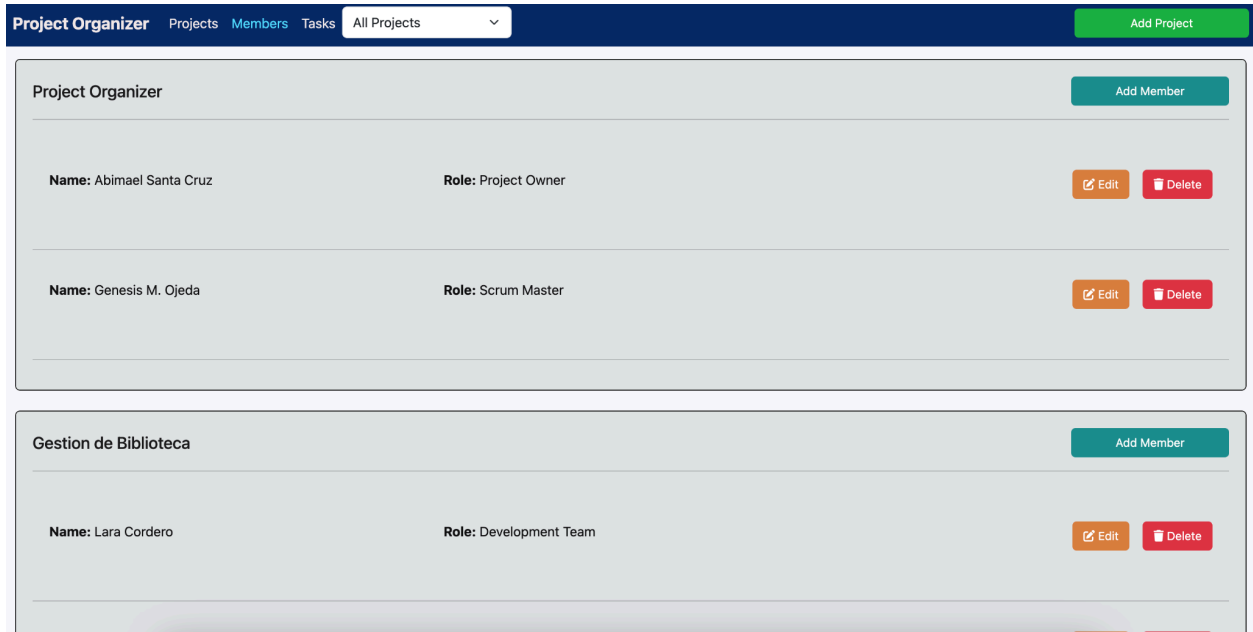 Project Organizer Projects Members Tasks All Projects Add Project
Project Organizer Add Member
Name: Abimael Santa Cruz Role: Project Owner Edit Delete
Name: Genesis M. Ojeda Role: Scrum Master Edit Delete
Gestion de Biblioteca Add Member
Name: Lara Cordero Role: Development Team Edit Delete